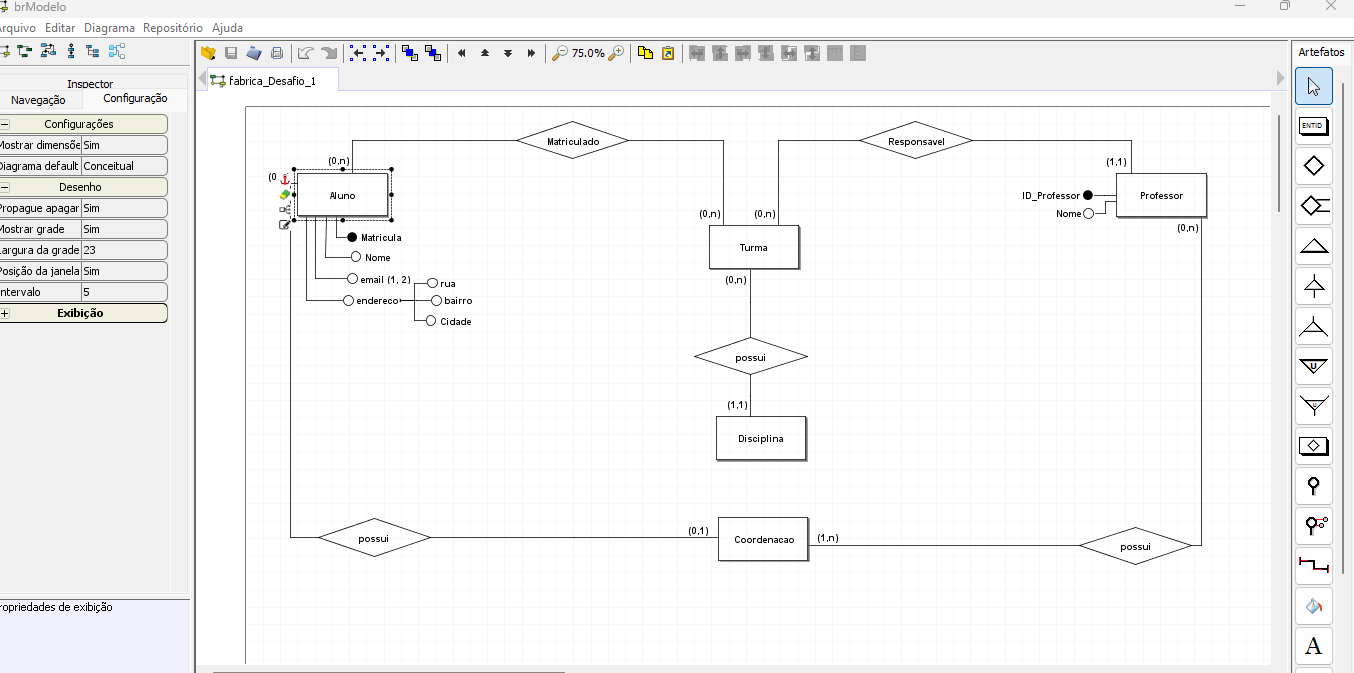 brModelo
Arquivo Editar Diagrama Repositório Ajuda
75.0%
Artefatos
fabrica_Desafio_1
Inspector
Navegação Configuração
Configurações
Mostrar dimensõe Sim
Diagrama default Conceitual
Desenho
Propague apagar Sim
Mostrar grade Sim
Largura da grade 23
Posição da janela Sim
Intervalo 5
Exibição
ropriedades de exibição
Matriculado
Responsavel
(0,n)
(1,1)
(0,
Aluno
ID_Professor
Professor
Nome
(0,n)
(0,n)
(0,n)
Matricula
Turma
Nome
email (1, 2)
(0,n)
rua
endereco
bairro
Cidade
possui
(1,1)
Disciplina
possui
(0,1)
Coordenacao
(1,n)
possui
ENTID
U
A